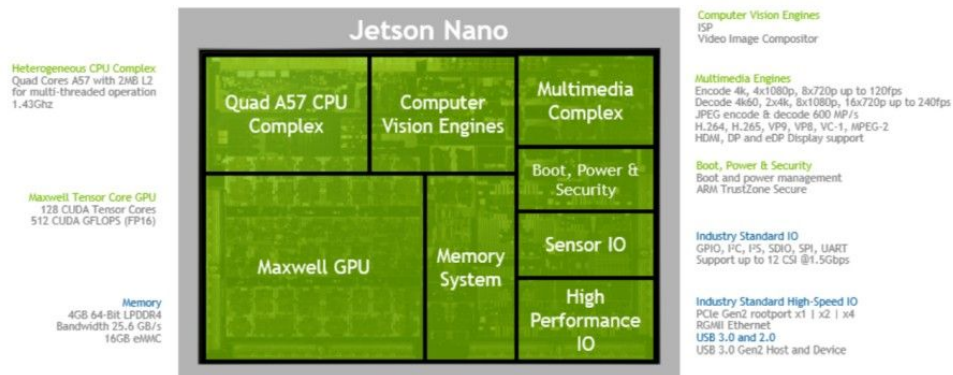 Jetson Nano
Heterogeneous CPU Complex
Quad Cores A57 with 2MB L2
for multi-threaded operation
1.43Ghz
Maxwell Tensor Core GPU
128 CUDA Tensor Cores
512 CUDA GFLOPS (FP16)
Memory
4GB 64-Bit LPDDR4
Bandwidth 25.6 GB/s
16GB eMMC
Quad A57 CPU
Complex
Computer
Vision Engines
Multimedia
Complex
Boot, Power &
Security
Maxwell GPU
Memory
System
Sensor IO
High
Performance
IO
Computer Vision Engines
ISP
Video Image Compositor
Multimedia Engines
Encode 4k, 4x1080p, 8x720p up to 120fps
Decode 4k60, 2x4k, 8x1080p, 16x720p up to 240fps
JPEG encode & decode 600 MP/s
H.264, H.265, VP9, VP8, VC-1, MPEG-2
HDMI, DP and eDP Display support
Boot, Power & Security
Boot and power management
ARM TrustZone Secure
Industry Standard IO
GPIO, I²C, I²S, SDIO, SPI, UART
Support up to 12 CSI @1.5Gbps
Industry Standard High-Speed IO
PCIe Gen2 rootport x1 | x2 | x4
RGMII Ethernet
USB 3.0 and 2.0
USB 3.0 Gen2 Host and Device